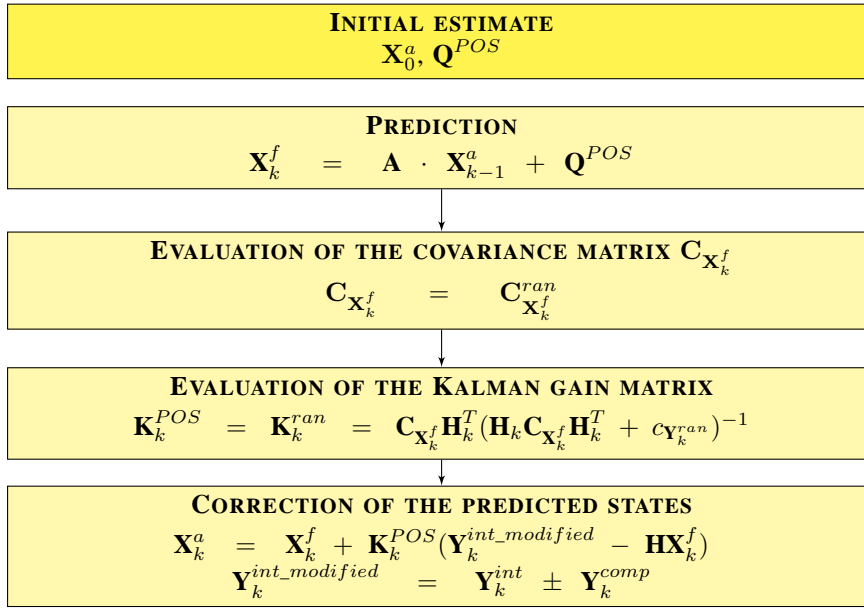 INITIAL ESTIMATE
𝐗₀ᵃ, 𝐐^{POS}
PREDICTION
𝐗_k^f = 𝐀 · 𝐗_{k−1}^a + 𝐐^{POS}
EVALUATION OF THE COVARIANCE MATRIX 𝐂_{𝐗_k^f}
𝐂_{𝐗_k^f} = 𝐂_{𝐗_k^f}^{ran}
EVALUATION OF THE KALMAN GAIN MATRIX
𝐊_k^{POS} = 𝐊_k^{ran} = 𝐂_{𝐗_k^f}𝐇_k^T(𝐇_k𝐂_{𝐗_k^f}𝐇_k^T + c_{𝐘_k^{ran}})^{−1}
CORRECTION OF THE PREDICTED STATES
𝐗_k^a = 𝐗_k^f + 𝐊_k^{POS}(𝐘_k^{int_modified} − 𝐇𝐗_k^f)
𝐘_k^{int_modified} = 𝐘_k^{int} ± 𝐘_k^{comp}